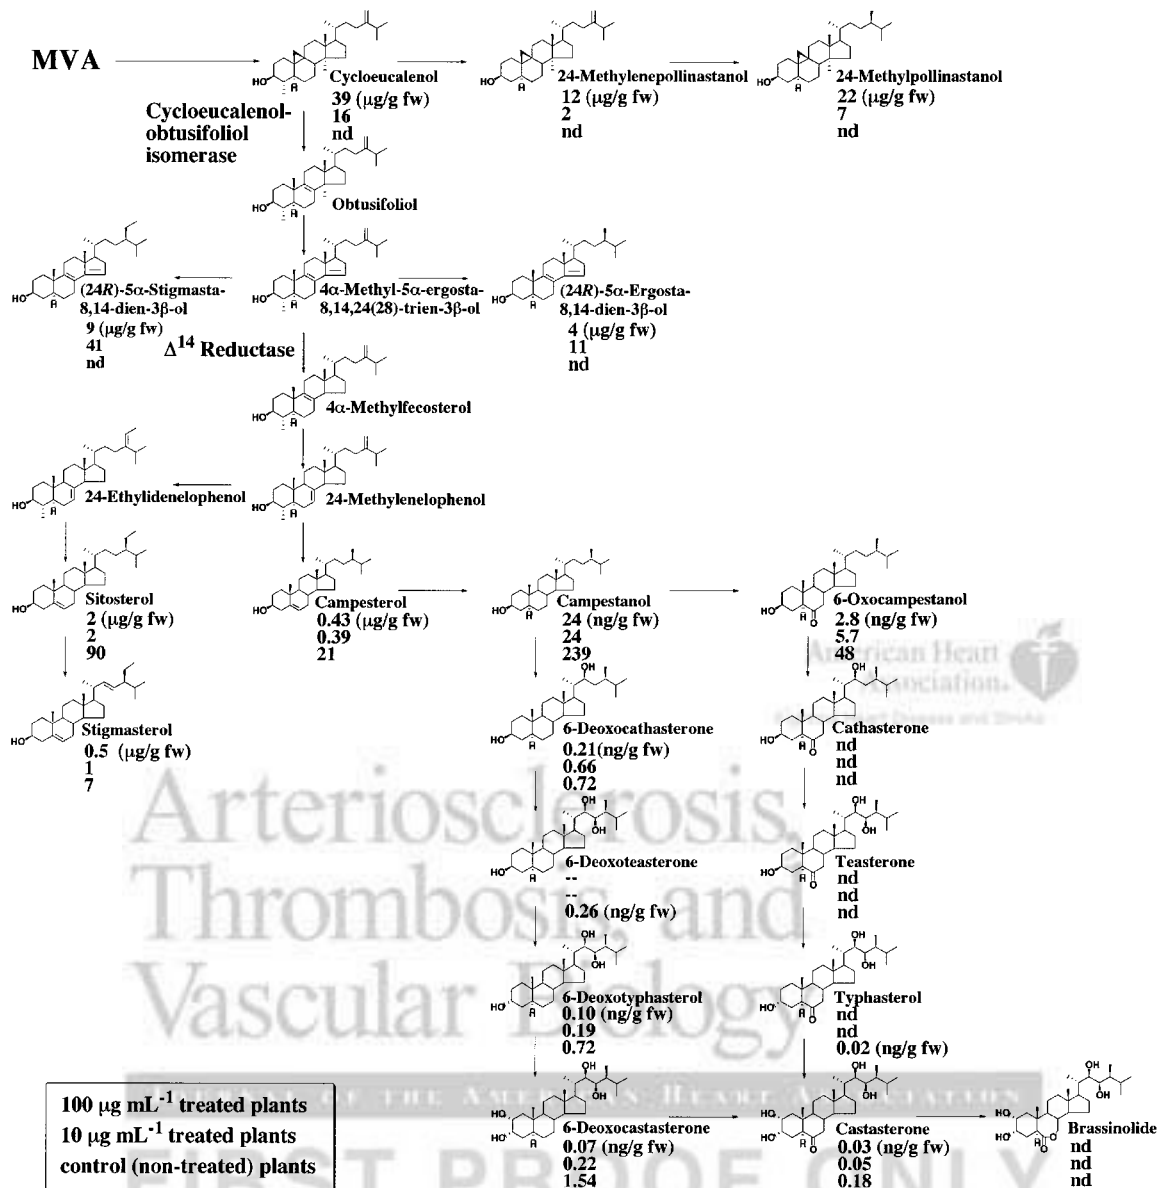 MVA
Cycloeucalenol
39 (µg/g fw)
16
nd
24-Methylenepollinastanol
12 (µg/g fw)
2
nd
24-Methylpollinastanol
22 (µg/g fw)
7
nd
Cycloeucalenol-
obtusifoliol
isomerase
Obtusifoliol
(24R)-5α-Stigmasta-
8,14-dien-3β-ol
9 (µg/g fw)
41
nd
4α-Methyl-5α-ergosta-
8,14,24(28)-trien-3β-ol
(24R)-5α-Ergosta-
8,14-dien-3β-ol
4 (µg/g fw)
11
nd
Δ14 Reductase
4α-Methylfecosterol
24-Ethylidenelophenol
24-Methylenelophenol
Sitosterol
2 (µg/g fw)
2
90
Campesterol
0.43 (µg/g fw)
0.39
21
Campestanol
24 (ng/g fw)
24
239
6-Oxocampestanol
2.8 (ng/g fw)
5.7
48
American Heart
Association®
Stigmasterol
0.5 (µg/g fw)
1
7
6-Deoxocathasterone
0.21(ng/g fw)
0.66
0.72
Cathasterone
nd
nd
nd
Arteriosclerosis,
Thrombosis, and
Vascular Biology
6-Deoxoteasterone
--
--
0.26 (ng/g fw)
Teasterone
nd
nd
nd
6-Deoxotyphasterol
0.10 (ng/g fw)
0.19
0.72
Typhasterol
nd
nd
0.02 (ng/g fw)
JOURNAL OF THE AMERICAN HEART ASSOCIATION
100 µg mL-1 treated plants
10 µg mL-1 treated plants
control (non-treated) plants
6-Deoxocastasterone
0.07 (ng/g fw)
0.22
1.54
Castasterone
0.03 (ng/g fw)
0.05
0.18
Brassinolide
nd
nd
nd
FIRST PROOF ONLY